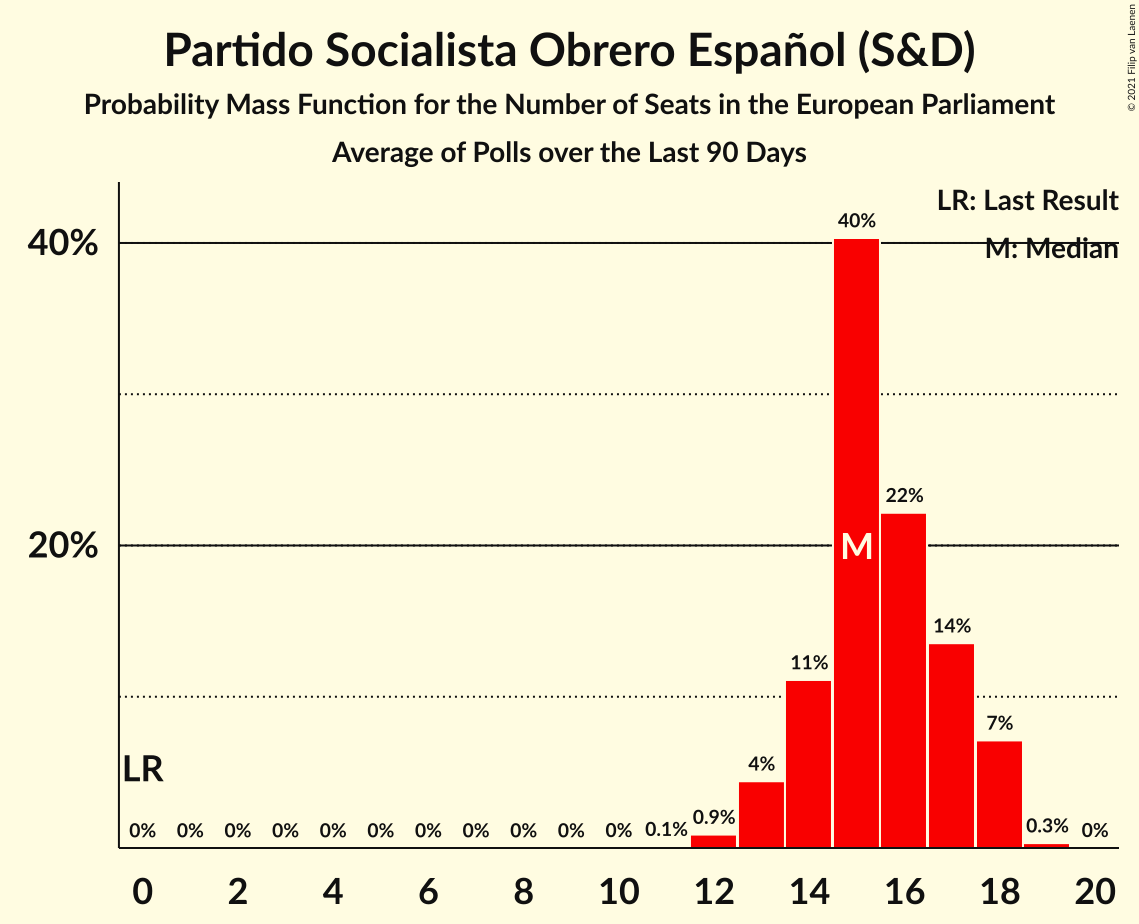 Partido Socialista Obrero Español (S&D)
Probability Mass Function for the Number of Seats in the European Parliament
Average of Polls over the Last 90 Days
© 2021 Filip van Laenen
LR: Last Result
M: Median
40%
20%
40%
22%
14%
11%
7%
4%
0.9%
0.3%
0.1%
M
LR
0% 0% 0% 0% 0% 0% 0% 0% 0% 0% 0% 0%
0 2 4 6 8 10 12 14 16 18 20